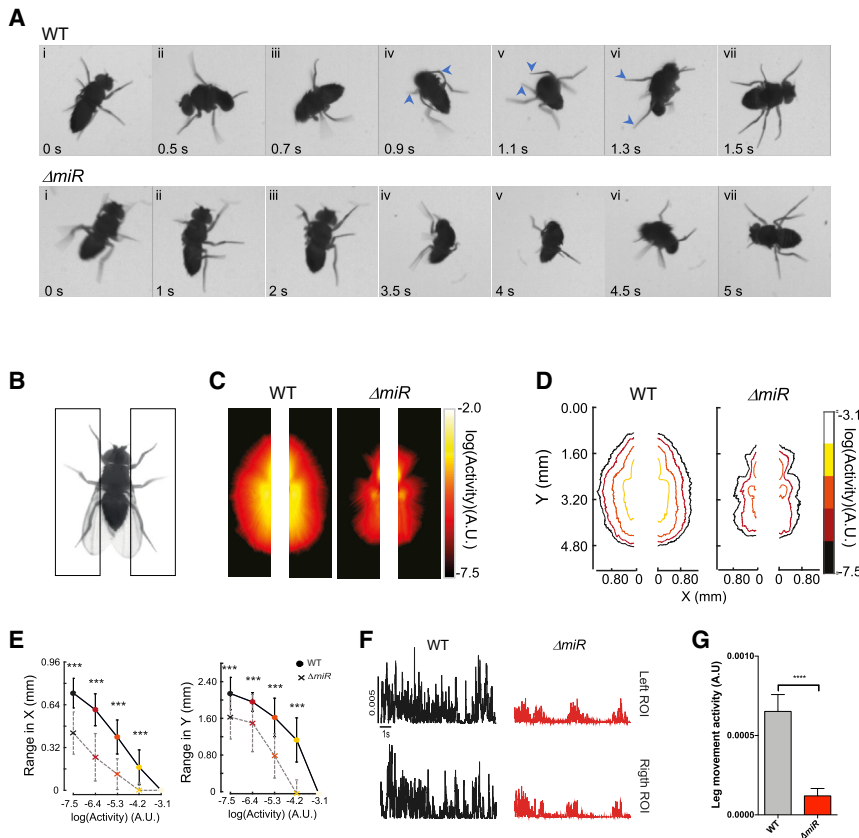 A
WT
i ii iii iv v vi vii
0 s 0.5 s 0.7 s 0.9 s 1.1 s 1.3 s 1.5 s
ΔmiR
i ii iii iv v vi vii
0 s 1 s 2 s 3.5 s 4 s 4.5 s 5 s
B
C
WT ΔmiR
-2.0
log(Activity)(A.U.)
-7.5
D
WT ΔmiR
0.00
1.60
3.20
4.80
Y (mm)
0.80 0 0 0.80 0.80 0 0 0.80
X (mm)
-3.1
log(Activity)(A.U.)
-7.5
E
0.96
0.64
0.32
0
Range in X (mm)
*** *** *** ***
-7.5 -6.4 -5.3 -4.2 -3.1
log(Activity) (A.U.)
2.40
1.60
0.80
0
Range in Y (mm)
*** *** *** ***
WT
ΔmiR
-7.5 -6.4 -5.3 -4.2 -3.1
log(Activity) (A.U.)
F
WT ΔmiR
0.005
1s
Left ROI
Rigth ROI
G
0.0010
0.0005
0.0000
Leg movement activity (A.U)
****
WT ΔmiR